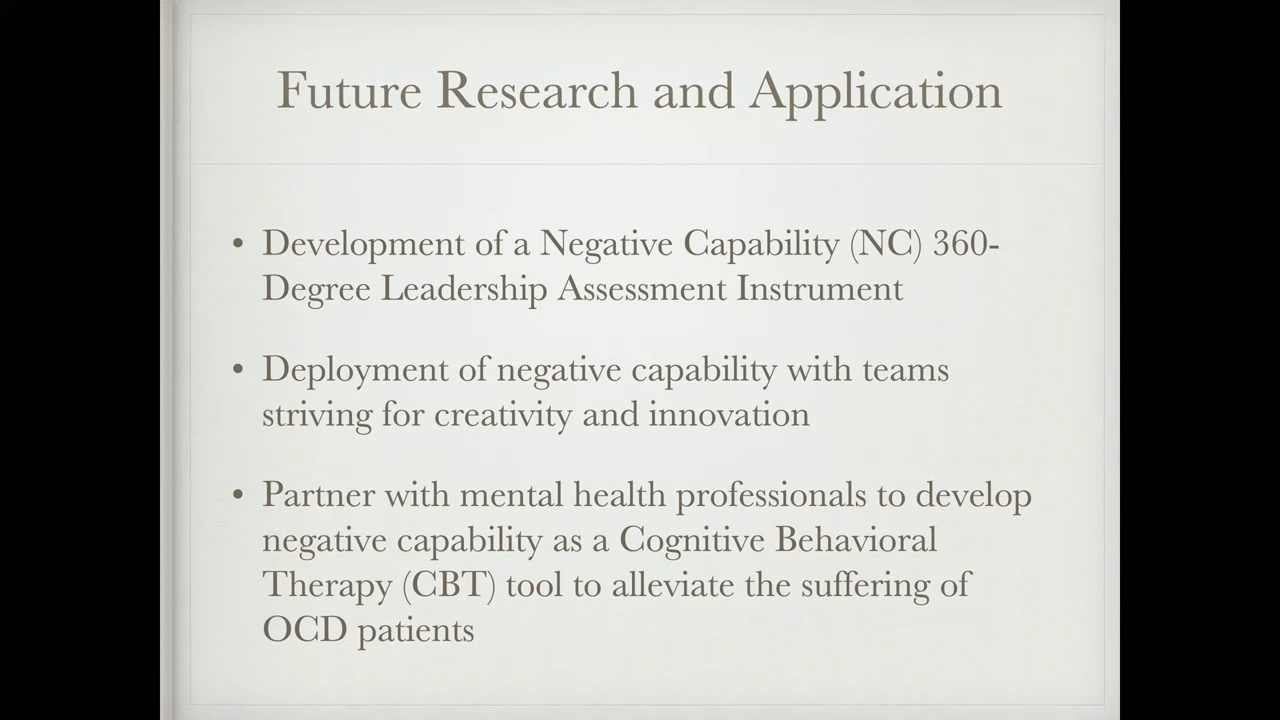 Future Research and Application
• Development of a Negative Capability (NC) 360-
Degree Leadership Assessment Instrument
• Deployment of negative capability with teams
striving for creativity and innovation
• Partner with mental health professionals to develop
negative capability as a Cognitive Behavioral
Therapy (CBT) tool to alleviate the suffering of
OCD patients